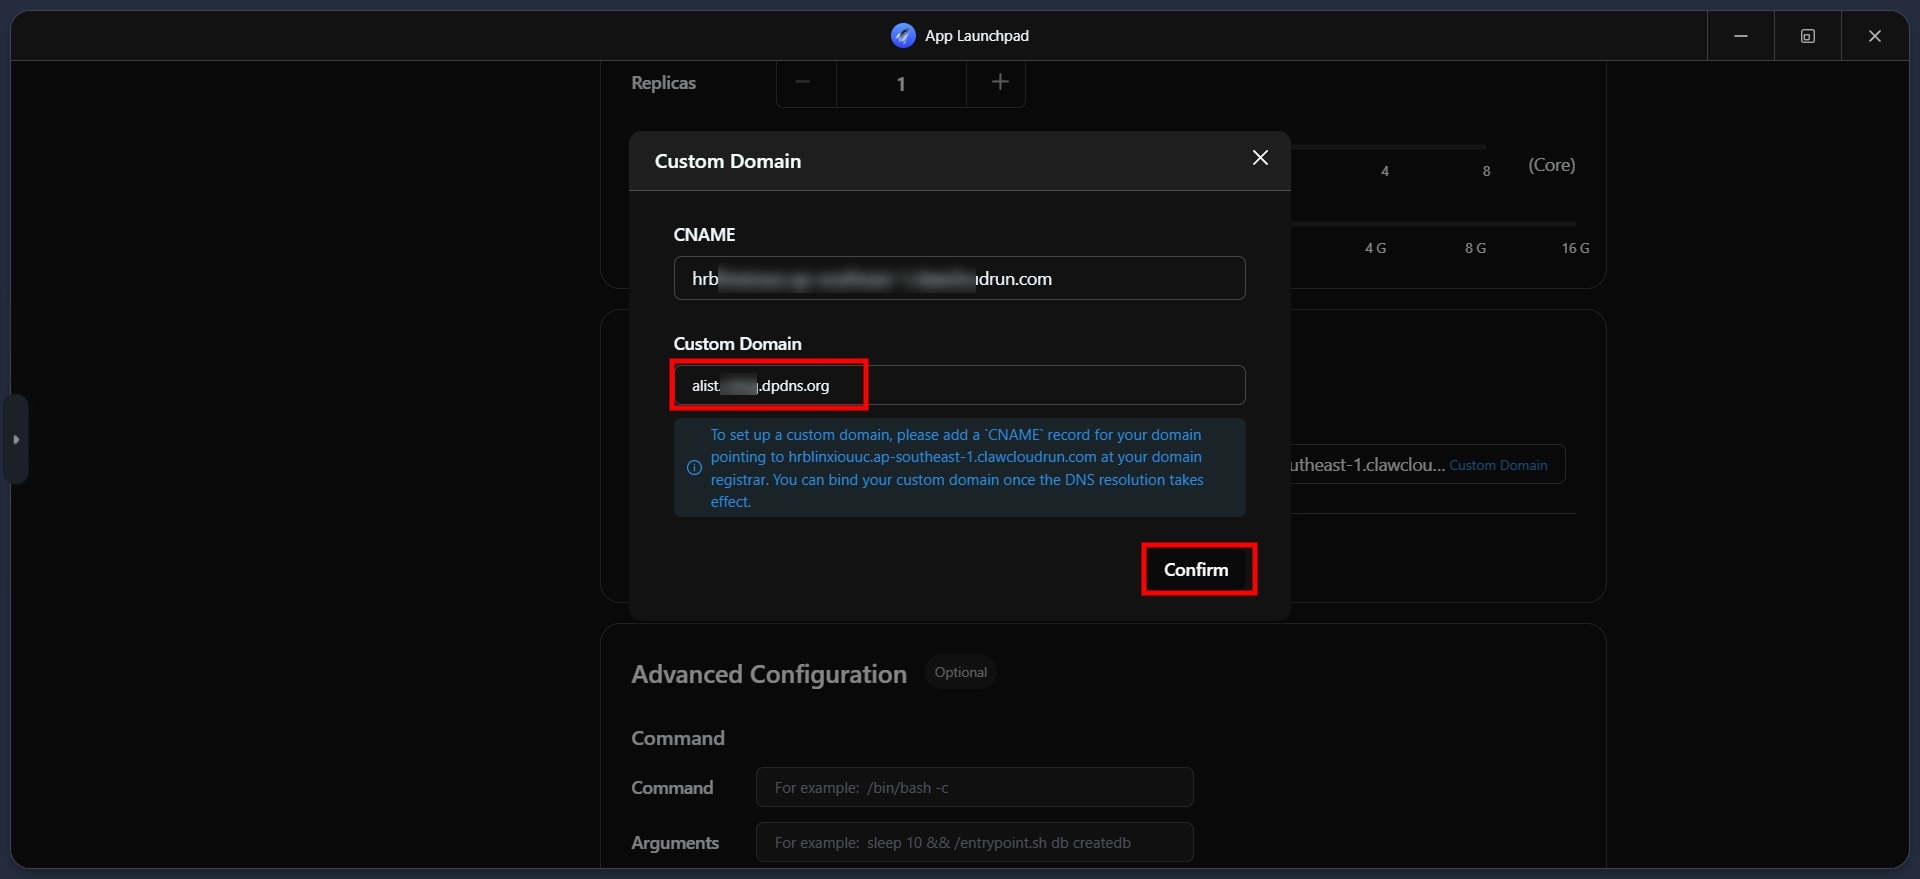 App Launchpad
Replicas
1
Custom Domain
4
8
(Core)
CNAME
4 G
8 G
16 G
hrb udrun.com
Custom Domain
alist. .dpdns.org
To set up a custom domain, please add a `CNAME` record for your domain
pointing to hrblinxiouuc.ap-southeast-1.clawcloudrun.com at your domain
registrar. You can bind your custom domain once the DNS resolution takes
effect.
utheast-1.clawclou... Custom Domain
Confirm
Advanced Configuration
Optional
Command
Command
For example: /bin/bash -c
Arguments
For example: sleep 10 && /entrypoint.sh db createdb